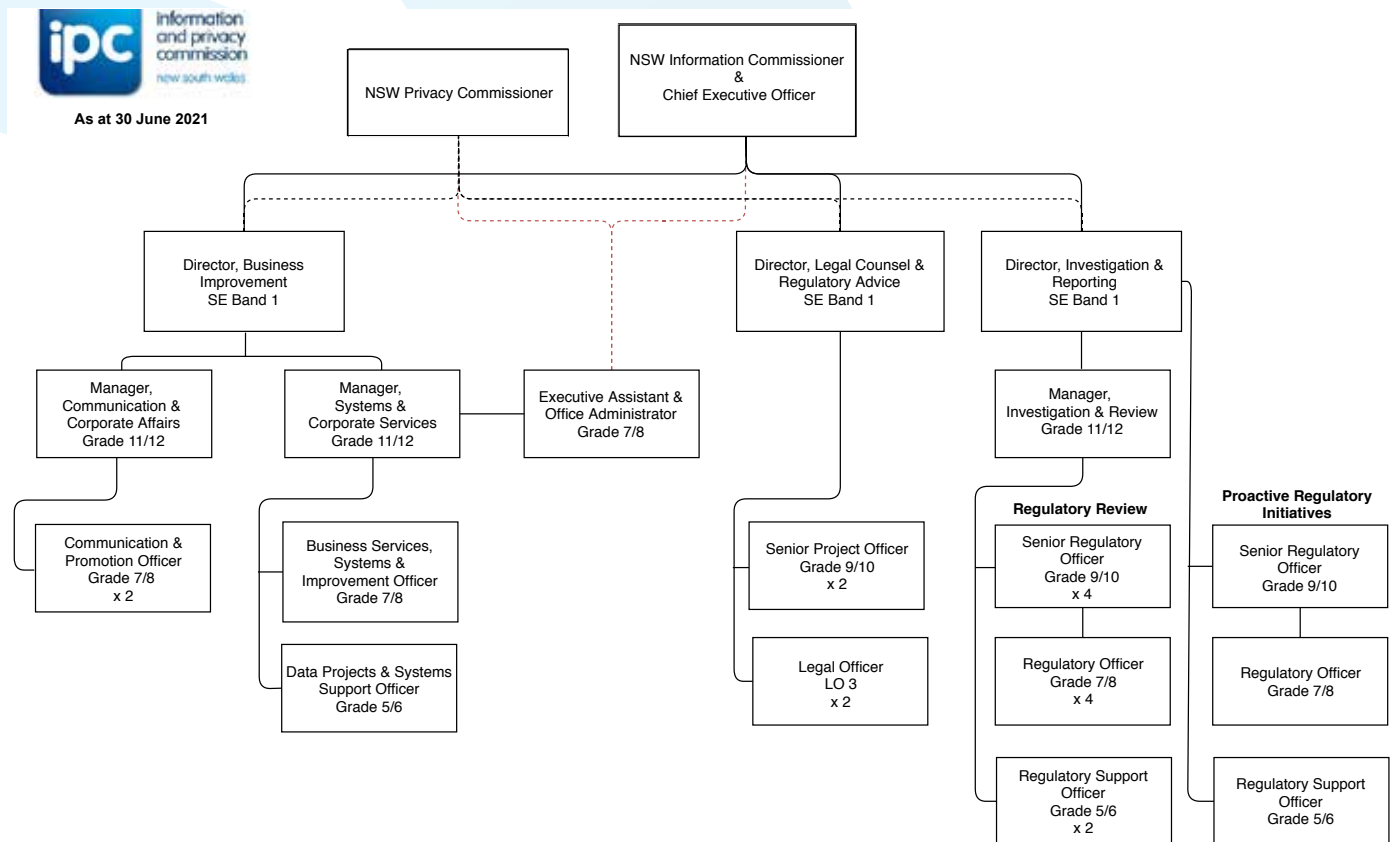 ipc
information
and privacy
commission
new south wales
As at 30 June 2021
NSW Privacy Commissioner
NSW Information Commissioner
&
Chief Executive Officer
Director, Business
Improvement
SE Band 1
Director, Legal Counsel &
Regulatory Advice
SE Band 1
Director, Investigation &
Reporting
SE Band 1
Manager,
Communication &
Corporate Affairs
Grade 11/12
Manager,
Systems &
Corporate Services
Grade 11/12
Executive Assistant &
Office Administrator
Grade 7/8
Manager,
Investigation & Review
Grade 11/12
Communication &
Promotion Officer
Grade 7/8
x 2
Business Services,
Systems &
Improvement Officer
Grade 7/8
Data Projects & Systems
Support Officer
Grade 5/6
Senior Project Officer
Grade 9/10
x 2
Legal Officer
LO 3
x 2
Regulatory Review
Senior Regulatory
Officer
Grade 9/10
x 4
Regulatory Officer
Grade 7/8
x 4
Regulatory Support
Officer
Grade 5/6
x 2
Proactive Regulatory
Initiatives
Senior Regulatory
Officer
Grade 9/10
Regulatory Officer
Grade 7/8
Regulatory Support
Officer
Grade 5/6